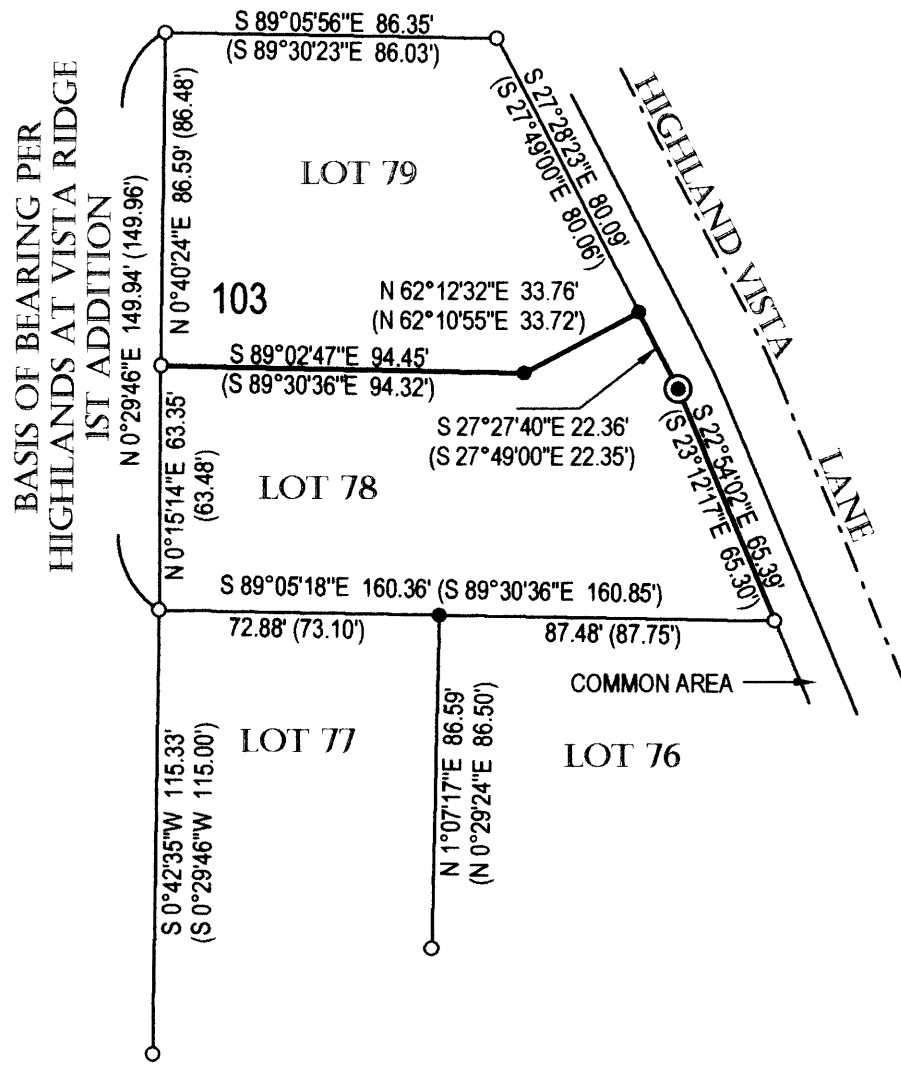 S 89°05'56"E 86.35'
(S 89°30'23"E 86.03')
BASIS OF BEARING PER
HIGHLANDS AT VISTA RIDGE
1ST ADDITION
N 0°29'46"E 149.94' (149.96')
N 0°40'24"E 86.59' (86.48')
LOT 79
S 27°28'23"E 80.09'
(S 27°49'00"E 80.06')
HIGHLAND VISTA
LANE
103
N 62°12'32"E 33.76'
(N 62°10'55"E 33.72')
S 89°02'47"E 94.45'
(S 89°30'36"E 94.32')
S 27°27'40"E 22.36'
(S 27°49'00"E 22.35')
N 0°15'14"E 63.35'
(63.48')
LOT 78
S 22°54'02"E 65.39'
(S 23°12'17"E 65.30')
S 89°05'18"E 160.36' (S 89°30'36"E 160.85')
72.88' (73.10')
87.48' (87.75')
COMMON AREA
LOT 77
LOT 76
S 0°42'35"W 115.33'
(S 0°29'46"W 115.00')
N 1°07'17"E 86.59'
(N 0°29'24"E 86.50')